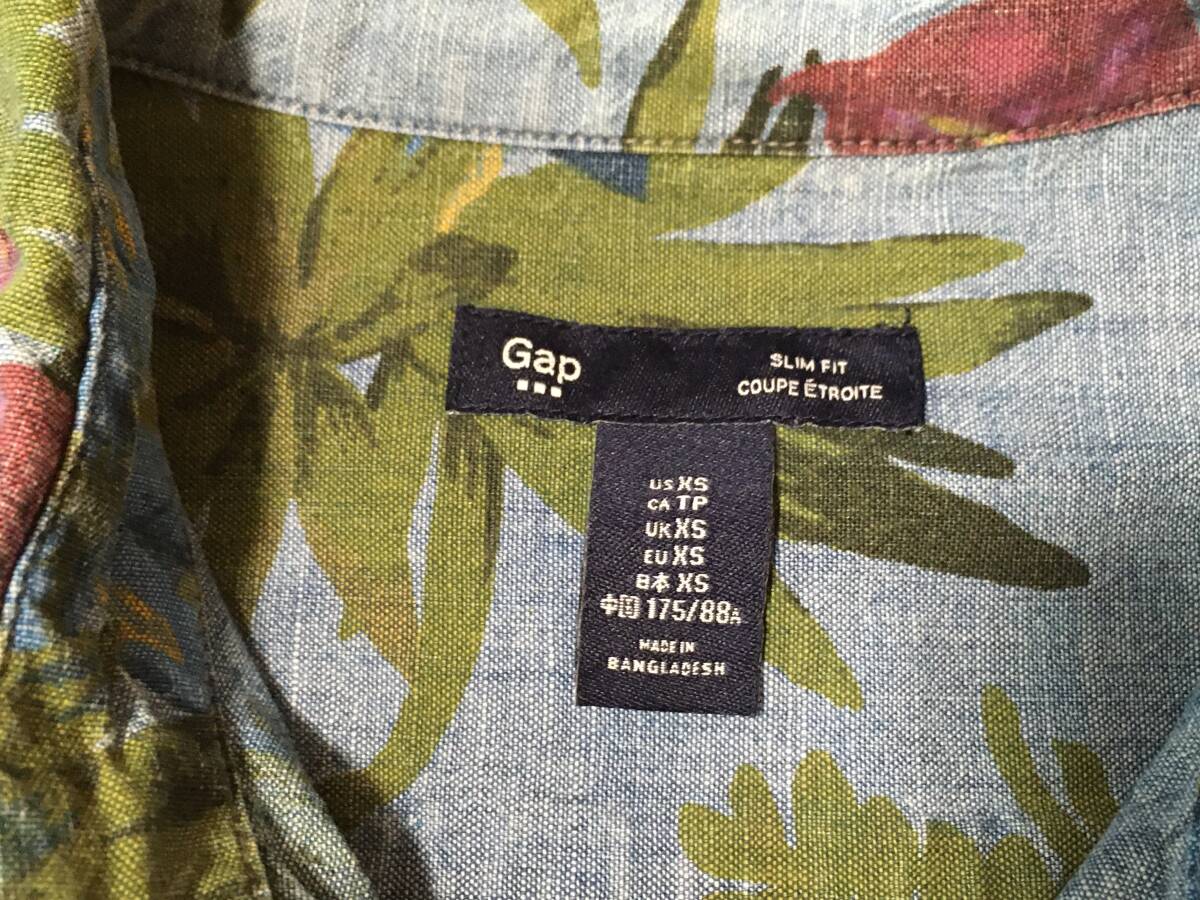 Gap
SLIM FIT
COUPE ÉTROITE
US XS
CA TP
UK XS
EU XS
日本 XS
中国 175/88A
MADE IN
BANGLADESH